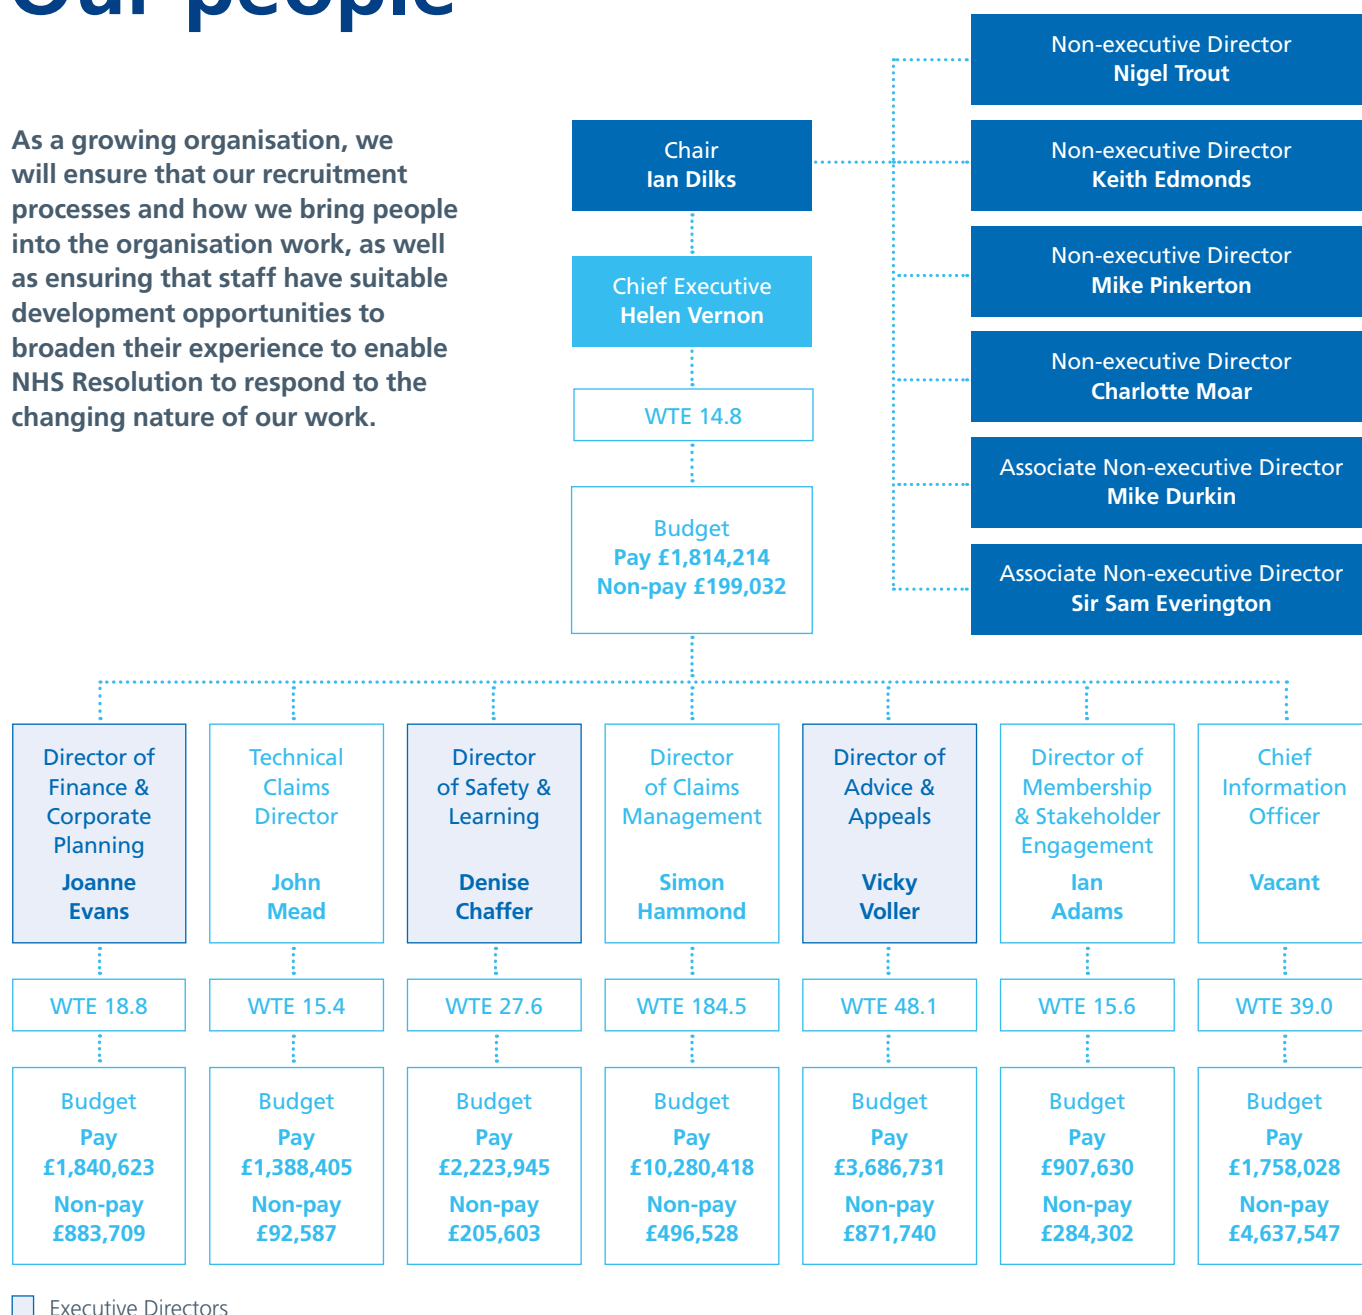 Our people
As a growing organisation, we
will ensure that our recruitment
processes and how we bring people
into the organisation work, as well
as ensuring that staff have suitable
development opportunities to
broaden their experience to enable
NHS Resolution to respond to the
changing nature of our work.
Chair
Ian Dilks
Chief Executive
Helen Vernon
WTE 14.8
Budget
Pay £1,814,214
Non-pay £199,032
Non-executive Director
Nigel Trout
Non-executive Director
Keith Edmonds
Non-executive Director
Mike Pinkerton
Non-executive Director
Charlotte Moar
Associate Non-executive Director
Mike Durkin
Associate Non-executive Director
Sir Sam Everington
Director of
Finance &
Corporate
Planning
Joanne
Evans
WTE 18.8
Budget
Pay
£1,840,623
Non-pay
£883,709
Technical
Claims
Director
John
Mead
WTE 15.4
Budget
Pay
£1,388,405
Non-pay
£92,587
Director
of Safety &
Learning
Denise
Chaffer
WTE 27.6
Budget
Pay
£2,223,945
Non-pay
£205,603
Director
of Claims
Management
Simon
Hammond
WTE 184.5
Budget
Pay
£10,280,418
Non-pay
£496,528
Director of
Advice &
Appeals
Vicky
Voller
WTE 48.1
Budget
Pay
£3,686,731
Non-pay
£871,740
Director of
Membership
& Stakeholder
Engagement
Ian
Adams
WTE 15.6
Budget
Pay
£907,630
Non-pay
£284,302
Chief
Information
Officer
Vacant
WTE 39.0
Budget
Pay
£1,758,028
Non-pay
£4,637,547
Executive Directors